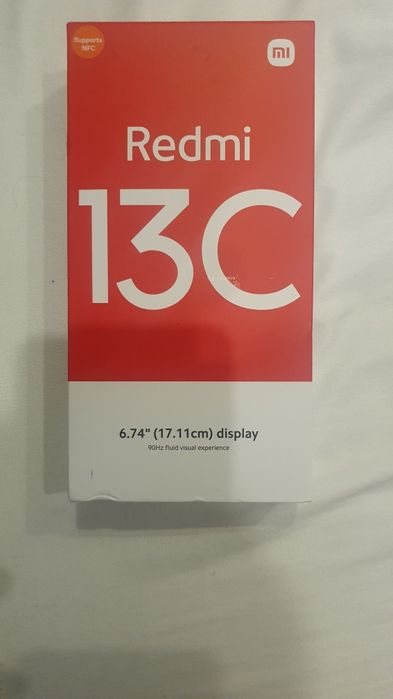 Supports
NFC
mi
Redmi
13C
6.74" (17.11cm) display
90Hz fluid visual experience